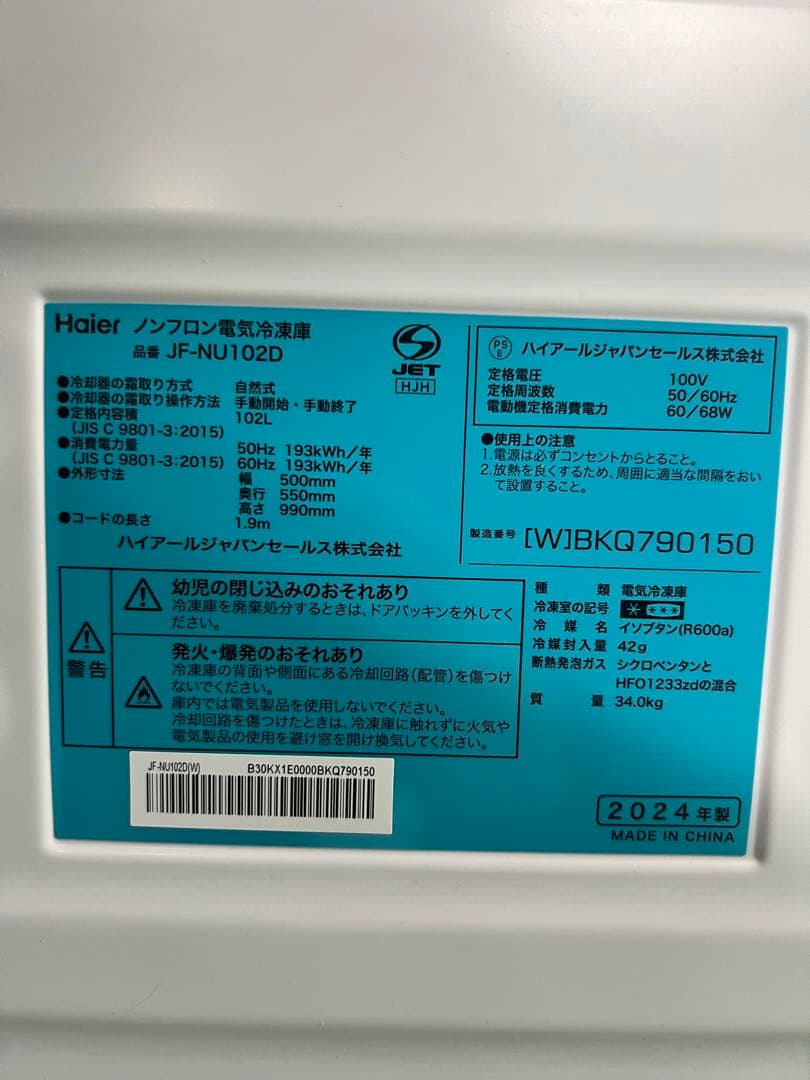 Haier ノンフロン電気冷凍庫
品番 JF-NU102D
JET
HJH
●冷却器の霜取り方式 自然式
●冷却器の霜取り操作方法 手動開始・手動終了
●定格内容積 102L
(JIS C 9801-3:2015)
●消費電力量 50Hz 193kWh/年
(JIS C 9801-3:2015) 60Hz 193kWh/年
●外形寸法 幅 500mm
奥行 550mm
高さ 990mm
●コードの長さ 1.9m
ハイアールジャパンセールス株式会社
PS
E
ハイアールジャパンセールス株式会社
定格電圧 100V
定格周波数 50/60Hz
電動機定格消費電力 60/68W
●使用上の注意
1.電源は必ずコンセントからとること。
2.放熱を良くするため、周囲に適当な間隔をおい
て設置すること。
製造番号 [W]BKQ790150
警告
幼児の閉じ込みのおそれあり
冷凍庫を廃棄処分するときは、ドアパッキンを外してく
ださい。
発火・爆発のおそれあり
冷凍庫の背面や側面にある冷却回路(配管)を傷つけ
ないでください。
庫内では電気製品を使用しないでください。
冷却回路を傷つけたときは、冷凍庫に触れずに火気や
電気製品の使用を避け窓を開け換気してください。
種類 電気冷凍庫
冷凍室の記号
冷媒名 イソブタン(R600a)
冷媒封入量 42g
断熱発泡ガス シクロペンタンと
HFO1233zdの混合
質量 34.0kg
JF-NU102D(W) B30KX1E0000BKQ790150
2024年製
MADE IN CHINA